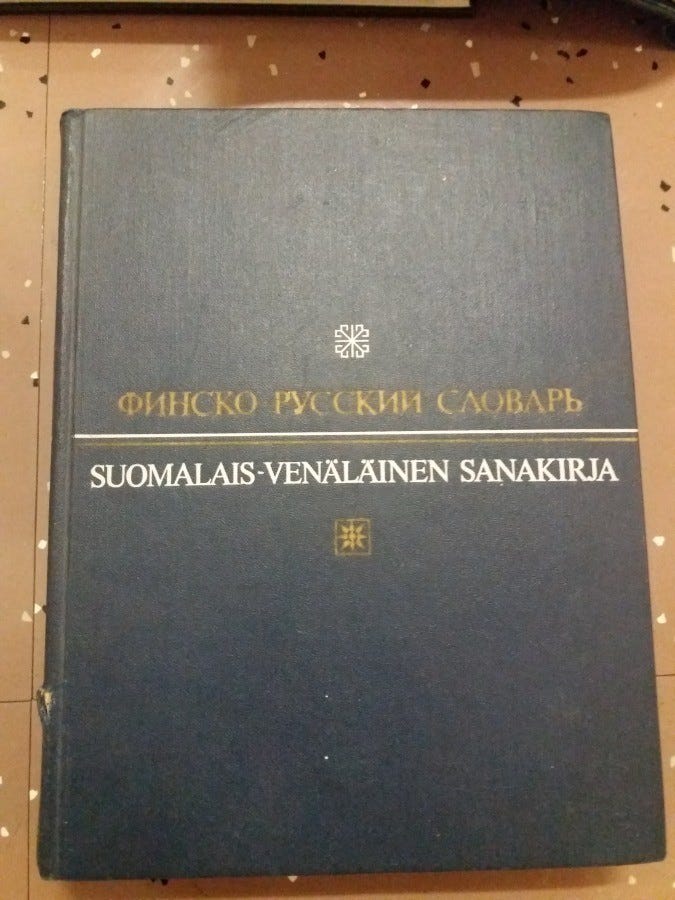 ФИНСКО РУССКИЙ СЛОВАРЬ
SUOMALAIS-VENÄLÄINEN SANAKIRJA